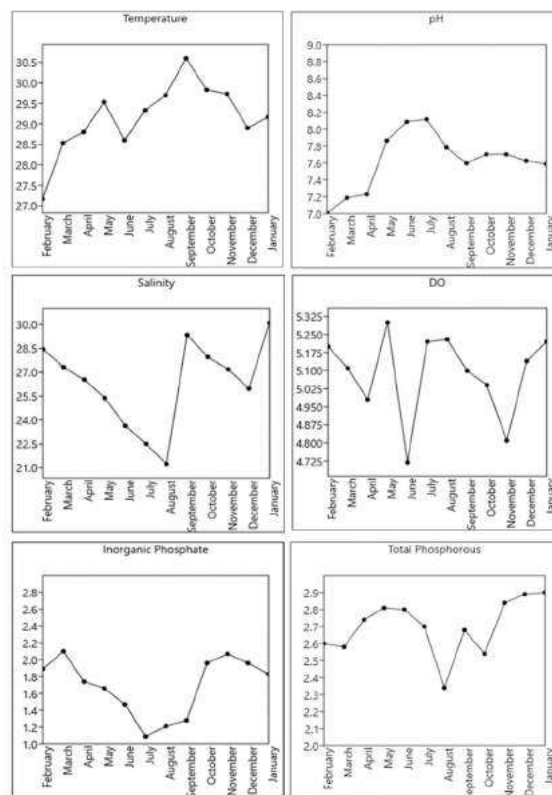 Temperature
30.5
30.0
29.5
29.0
28.5
28.0
27.5
27.0
February
March
April
May
June
July
August
September
October
November
December
January
pH
9.0
8.8
8.6
8.4
8.2
8.0
7.8
7.6
7.4
7.2
7.0
February
March
April
May
June
July
August
September
October
November
December
January
Salinity
30.0
28.5
27.0
25.5
24.0
22.5
21.0
February
March
April
May
June
July
August
September
October
November
December
January
DO
5.325
5.250
5.175
5.100
5.025
4.950
4.875
4.800
4.725
February
March
April
May
June
July
August
September
October
November
December
January
Inorganic Phosphate
2.8
2.6
2.4
2.2
2.0
1.8
1.6
1.4
1.2
1.0
February
March
April
May
June
July
August
September
October
November
December
January
Total Phosphorous
2.9
2.8
2.7
2.6
2.5
2.4
2.3
2.2
2.1
2.0
February
March
April
May
June
July
August
September
October
November
December
January